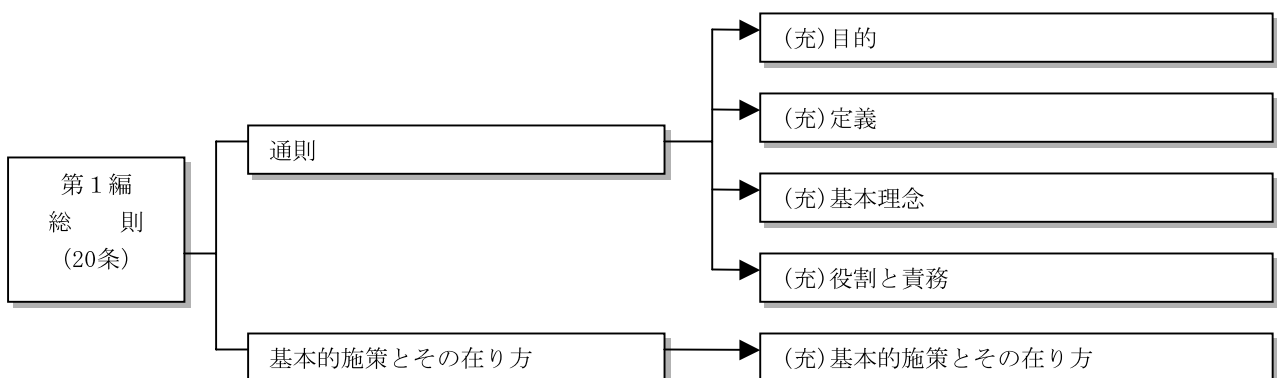 第１編
総　　則
(20条)
通則
基本的施策とその在り方
(充)目的
(充)定義
(充)基本理念
(充)役割と責務
(充)基本的施策とその在り方